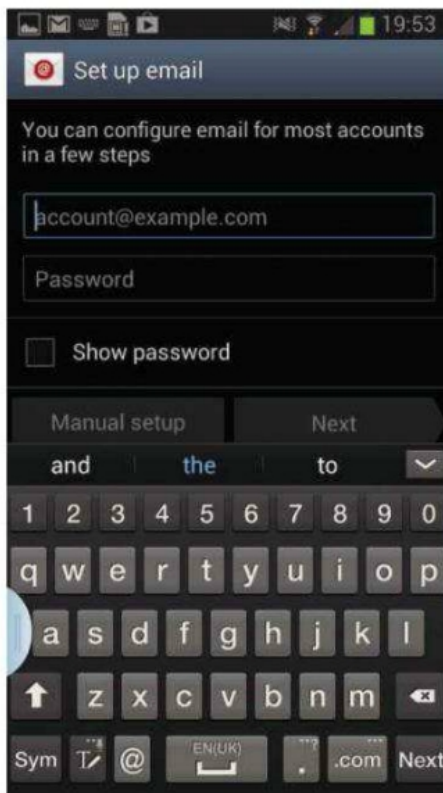 19:53
Set up email
You can configure email for most accounts
in a few steps
account@example.com
Password
Show password
Manual setup Next
and the to
1 2 3 4 5 6 7 8 9 0
q w e r t y u i o p
a s d f g h j k l
z x c v b n m
Sym T @ EN(UK) . .com Next